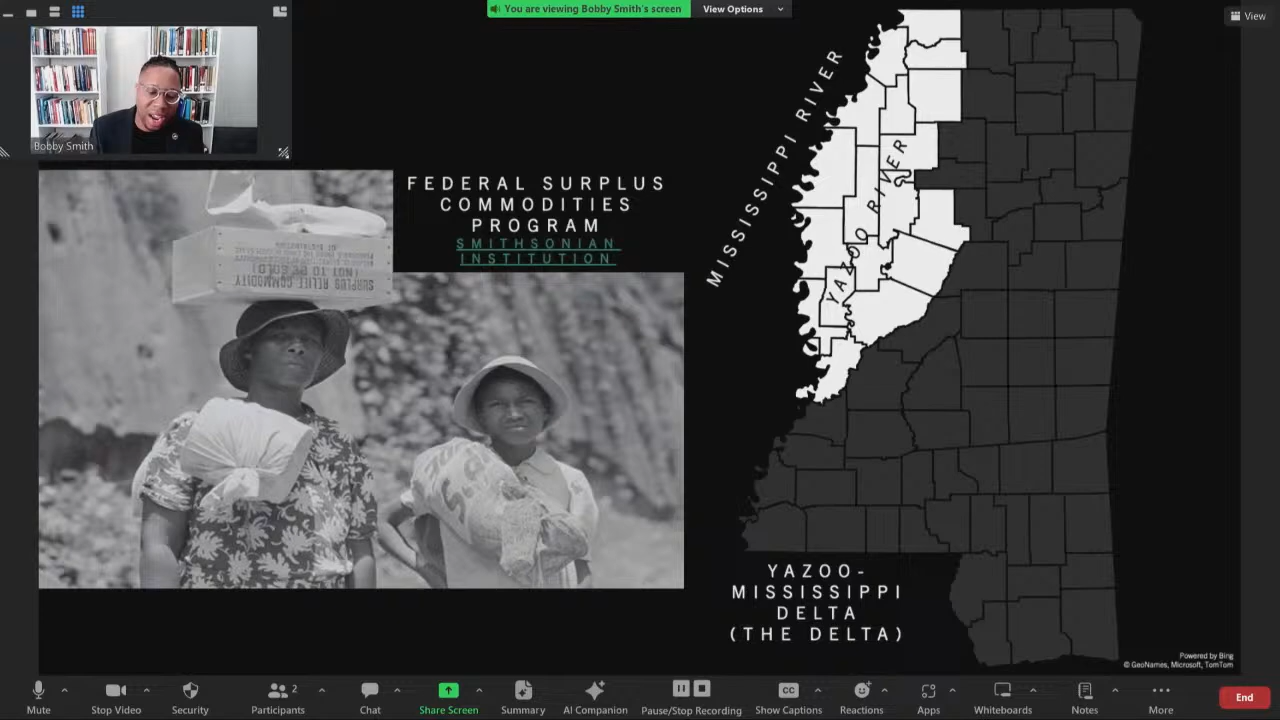 You are viewing Bobby Smith's screen
View Options
View
Bobby Smith
FEDERAL SURPLUS
COMMODITIES
PROGRAM
SMITHSONIAN
INSTITUTION
SURPLUS RELIEF COMMODITY
(NOT TO BE SOLD)
MISSISSIPPI RIVER
YAZOO RIVER
YAZOO-
MISSISSIPPI
DELTA
(THE DELTA)
Powered by Bing
© GeoNames, Microsoft, TomTom
Mute
Stop Video
Security
Participants
2
Chat
Share Screen
Summary
AI Companion
Pause/Stop Recording
CC
Show Captions
Reactions
Apps
Whiteboards
Notes
More
End